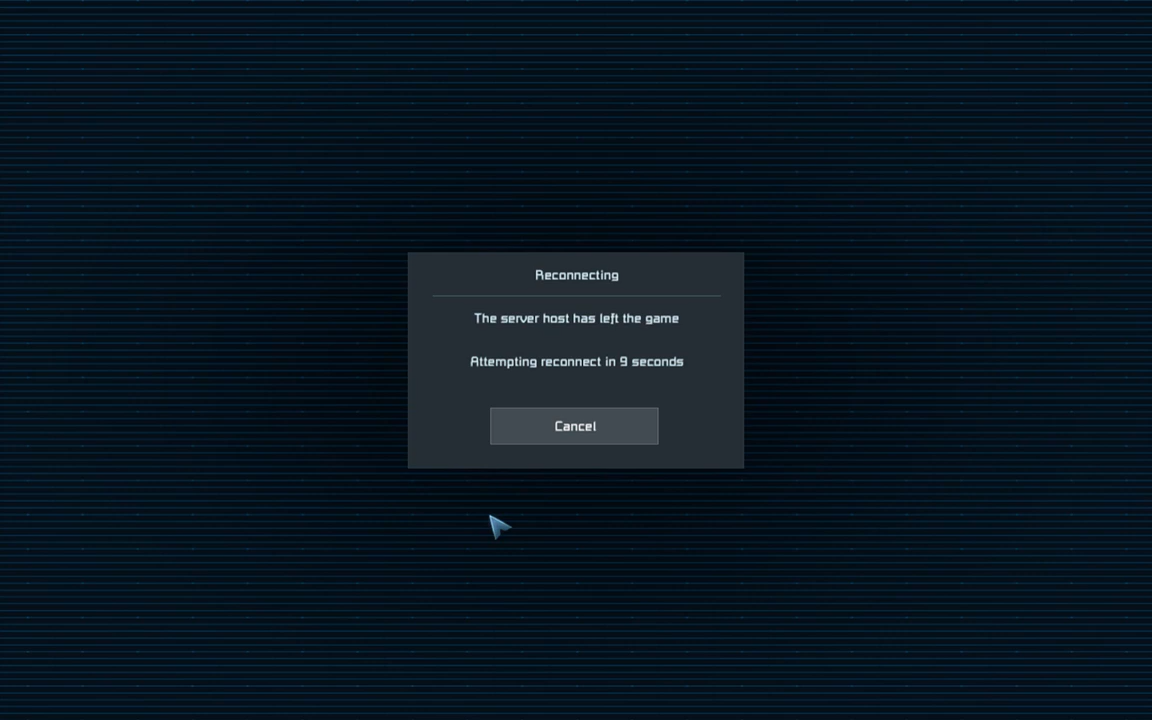 Reconnecting
The server host has left the game
Attempting reconnect in 9 seconds
Cancel